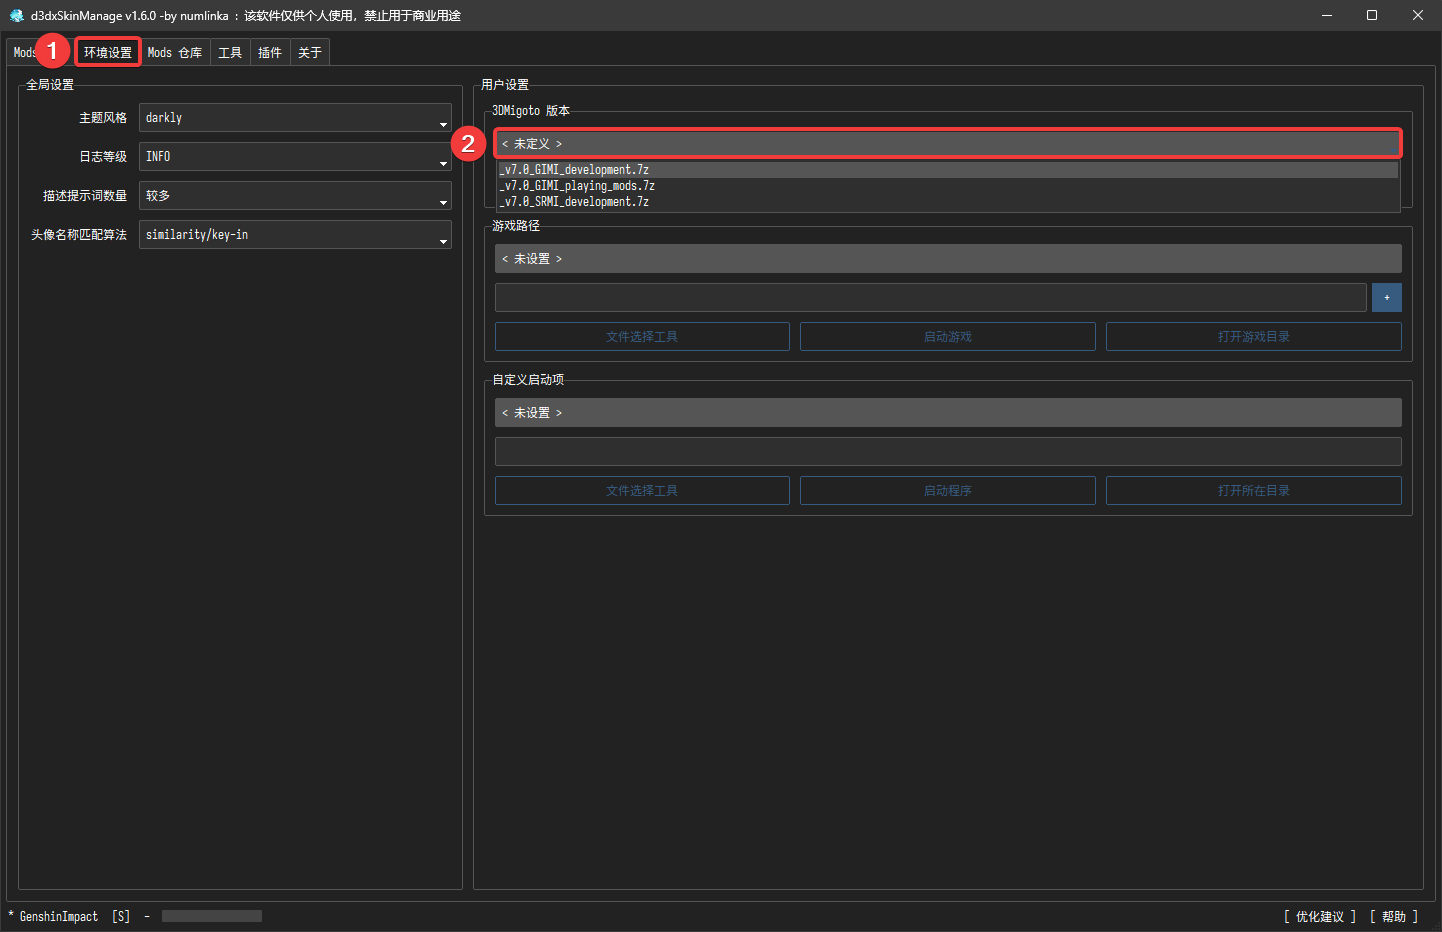 d3dxSkinManage v1.6.0 -by numlinka ：该软件仅供个人使用，禁止用于商业用途
Mods
1
环境设置
Mods 仓库
工具
插件
关于
全局设置
主题风格
darkly
日志等级
INFO
描述提示词数量
较多
头像名称匹配算法
similarity/key-in
用户设置
3DMigoto 版本
2
< 未定义 >
_v7.0_GIMI_development.7z
_v7.0_GIMI_playing_mods.7z
_v7.0_SRMI_development.7z
游戏路径
< 未设置 >
+
文件选择工具
启动游戏
打开游戏目录
自定义启动项
< 未设置 >
文件选择工具
启动程序
打开所在目录
* GenshinImpact [S] -
[ 优化建议 ] [ 帮助 ]